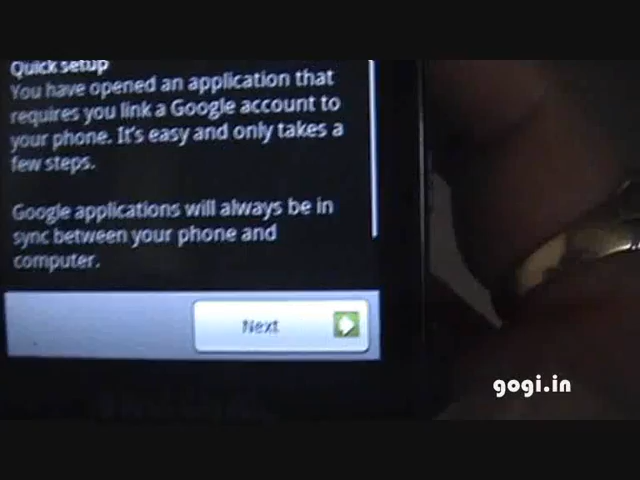 Quick setup
You have opened an application that
requires you link a Google account to
your phone. It's easy and only takes a
few steps.
Google applications will always be in
sync between your phone and
computer.
Next
gogi.in